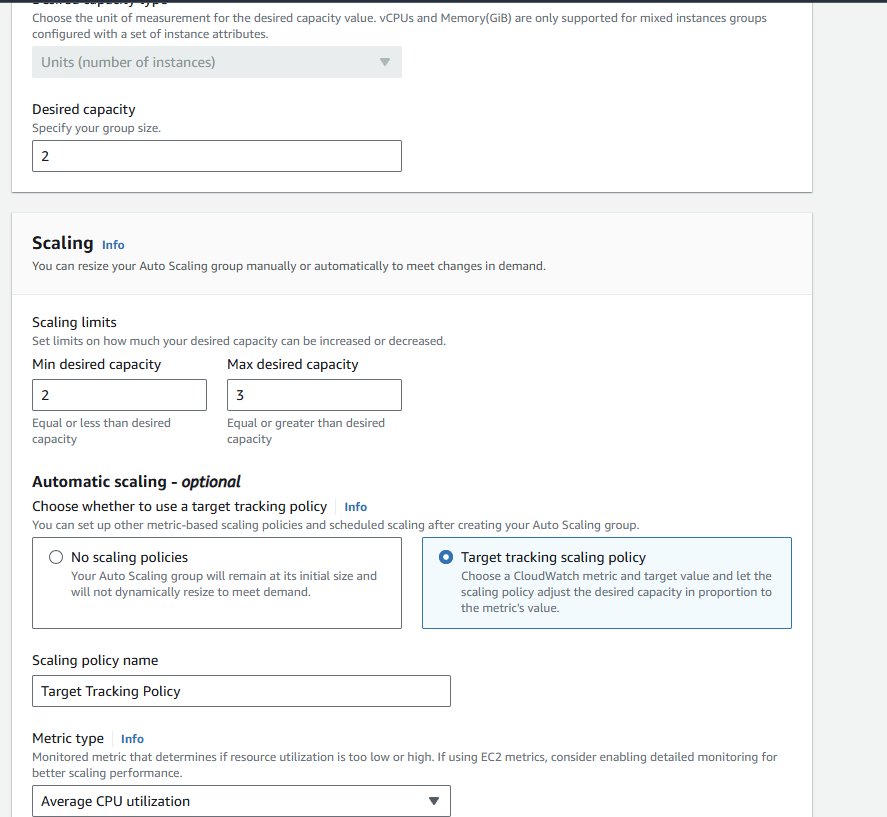 Desired capacity type
Choose the unit of measurement for the desired capacity value. vCPUs and Memory(GiB) are only supported for mixed instances groups
configured with a set of instance attributes.
Units (number of instances)
Desired capacity
Specify your group size.
2
Scaling Info
You can resize your Auto Scaling group manually or automatically to meet changes in demand.
Scaling limits
Set limits on how much your desired capacity can be increased or decreased.
Min desired capacity
Max desired capacity
2
3
Equal or less than desired
capacity
Equal or greater than desired
capacity
Automatic scaling - optional
Choose whether to use a target tracking policy Info
You can set up other metric-based scaling policies and scheduled scaling after creating your Auto Scaling group.
No scaling policies
Your Auto Scaling group will remain at its initial size and
will not dynamically resize to meet demand.
Target tracking scaling policy
Choose a CloudWatch metric and target value and let the
scaling policy adjust the desired capacity in proportion to
the metric's value.
Scaling policy name
Target Tracking Policy
Metric type Info
Monitored metric that determines if resource utilization is too low or high. If using EC2 metrics, consider enabling detailed monitoring for
better scaling performance.
Average CPU utilization